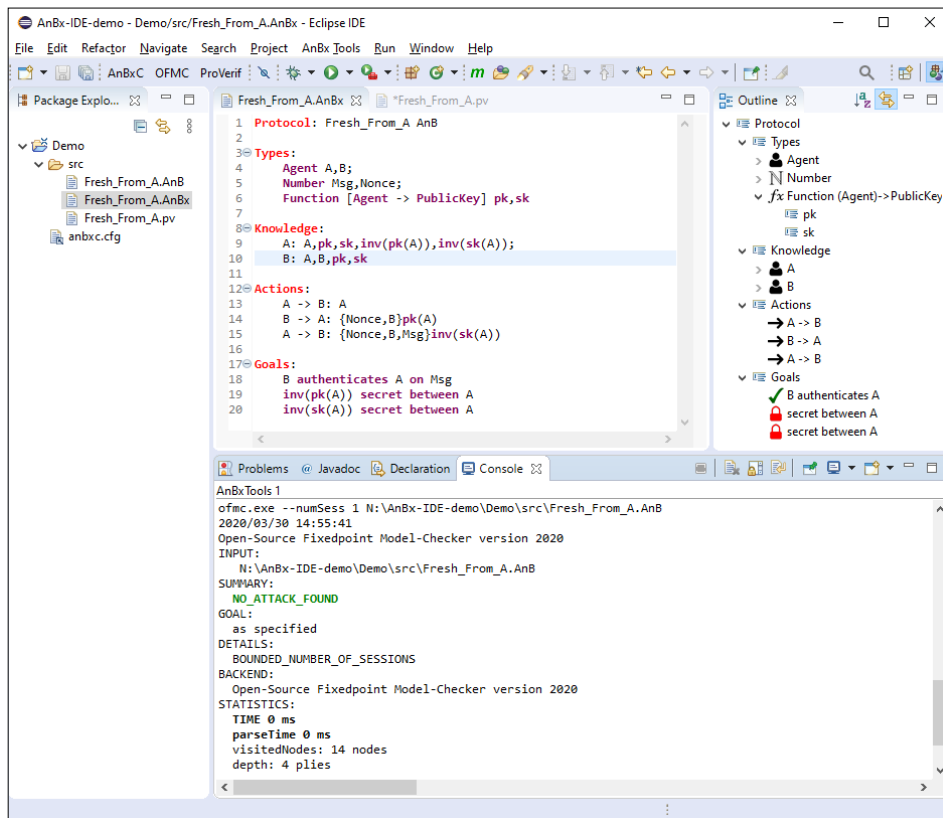 AnBx-IDE-demo - Demo/src/Fresh_From_A.AnBx - Eclipse IDE
File Edit Refactor Navigate Search Project AnBx Tools Run Window Help
AnBxC OFMC ProVerif
Package Explo...
Demo
src
Fresh_From_A.AnB
Fresh_From_A.AnBx
Fresh_From_A.pv
anbxc.cfg
Fresh_From_A.AnBx *Fresh_From_A.pv
1 Protocol: Fresh_From_A AnB
2
3 Types:
4 Agent A,B;
5 Number Msg,Nonce;
6 Function [Agent -> PublicKey] pk,sk
7
8 Knowledge:
9 A: A,pk,sk,inv(pk(A)),inv(sk(A));
10 B: A,B,pk,sk
11
12 Actions:
13 A -> B: A
14 B -> A: {Nonce,B}pk(A)
15 A -> B: {Nonce,B,Msg}inv(sk(A))
16
17 Goals:
18 B authenticates A on Msg
19 inv(pk(A)) secret between A
20 inv(sk(A)) secret between A
Outline
Protocol
Types
Agent
ℕ Number
fx Function (Agent)->PublicKey
pk
sk
Knowledge
A
B
Actions
A -> B
B -> A
A -> B
Goals
B authenticates A
secret between A
secret between A
Problems @ Javadoc Declaration Console
AnBxTools 1
ofmc.exe --numSess 1 N:\AnBx-IDE-demo\Demo\src\Fresh_From_A.AnB
2020/03/30 14:55:41
Open-Source Fixedpoint Model-Checker version 2020
INPUT:
N:\AnBx-IDE-demo\Demo\src\Fresh_From_A.AnB
SUMMARY:
NO_ATTACK_FOUND
GOAL:
as specified
DETAILS:
BOUNDED_NUMBER_OF_SESSIONS
BACKEND:
Open-Source Fixedpoint Model-Checker version 2020
STATISTICS:
TIME 0 ms
parseTime 0 ms
visitedNodes: 14 nodes
depth: 4 plies